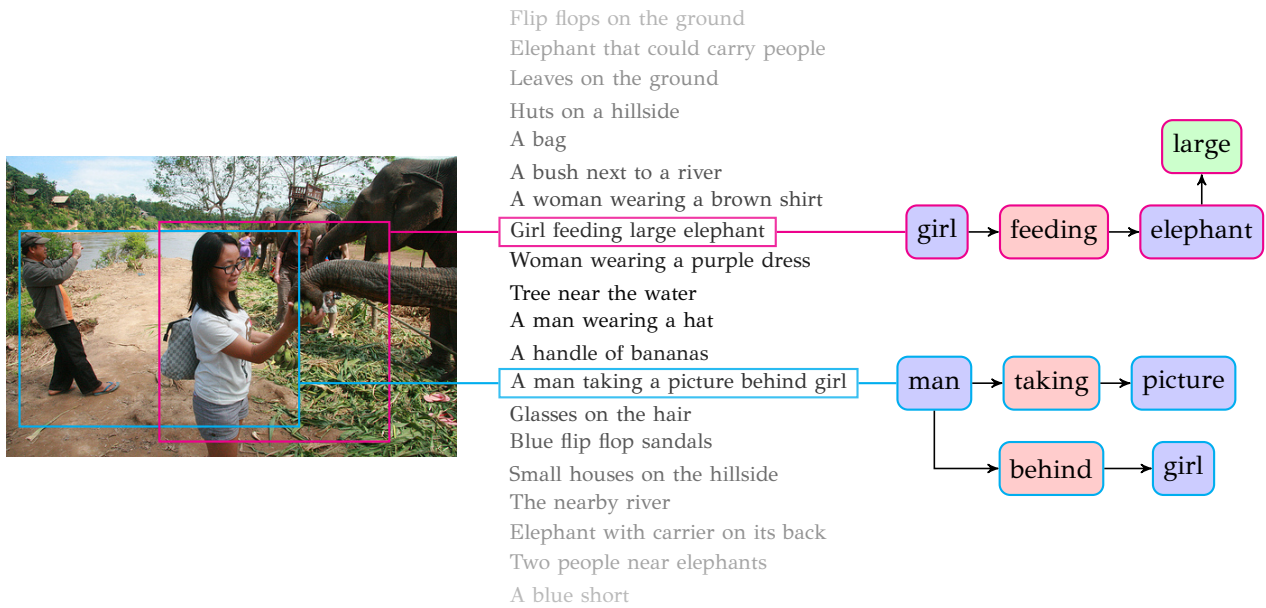 Flip flops on the ground
Elephant that could carry people
Leaves on the ground
Huts on a hillside
A bag
A bush next to a river
A woman wearing a brown shirt
Girl feeding large elephant
Woman wearing a purple dress
Tree near the water
A man wearing a hat
A handle of bananas
A man taking a picture behind girl
Glasses on the hair
Blue flip flop sandals
Small houses on the hillside
The nearby river
Elephant with carrier on its back
Two people near elephants
A blue short
large
girl feeding elephant
man taking picture
behind girl